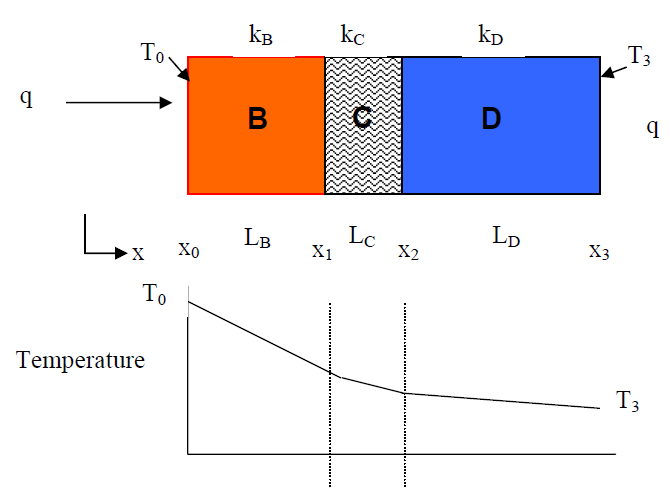 k_B k_C k_D
T_0 T_3
q B C D q
x x_0 L_B x_1 L_C x_2 L_D x_3
T_0
Temperature
T_3